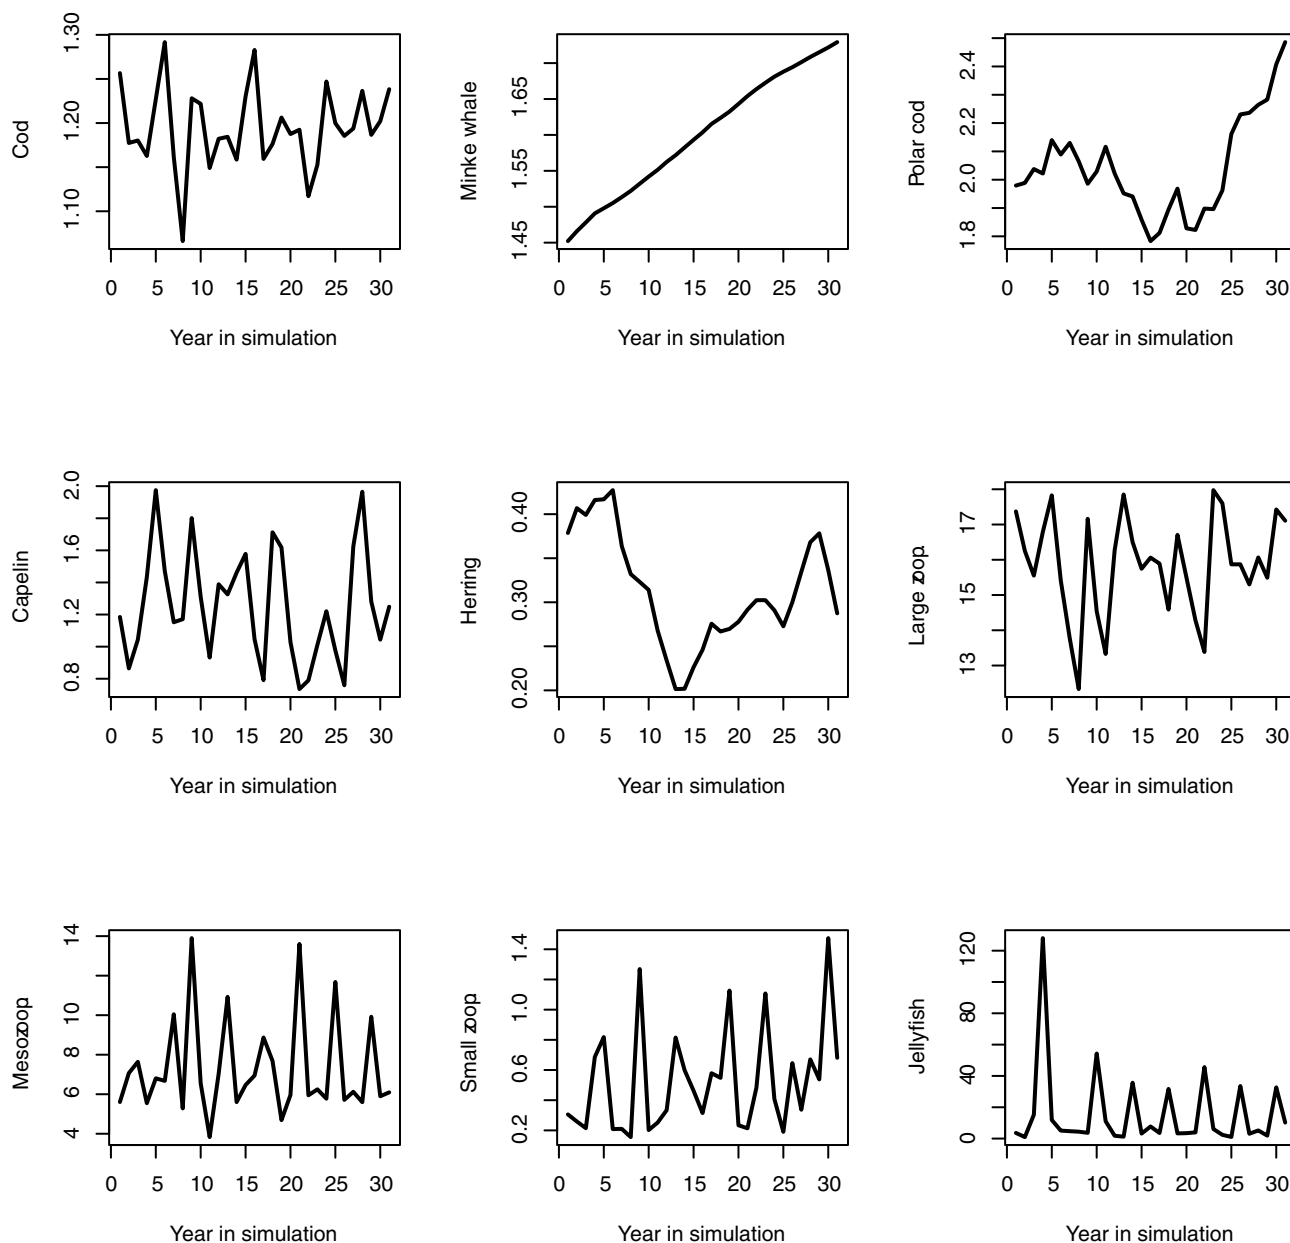 Cod
1.10 1.20 1.30
0 5 10 15 20 25 30
Year in simulation
Minke whale
1.45 1.55 1.65
0 5 10 15 20 25 30
Year in simulation
Polar cod
1.8 2.0 2.2 2.4
0 5 10 15 20 25 30
Year in simulation
Capelin
0.8 1.2 1.6 2.0
0 5 10 15 20 25 30
Year in simulation
Herring
0.20 0.30 0.40
0 5 10 15 20 25 30
Year in simulation
Large zoop.
13 15 17
0 5 10 15 20 25 30
Year in simulation
Mesozoop
4 6 8 10 14
0 5 10 15 20 25 30
Year in simulation
Small zoop
0.2 0.6 1.0 1.4
0 5 10 15 20 25 30
Year in simulation
Jellyfish
0 40 80 120
0 5 10 15 20 25 30
Year in simulation